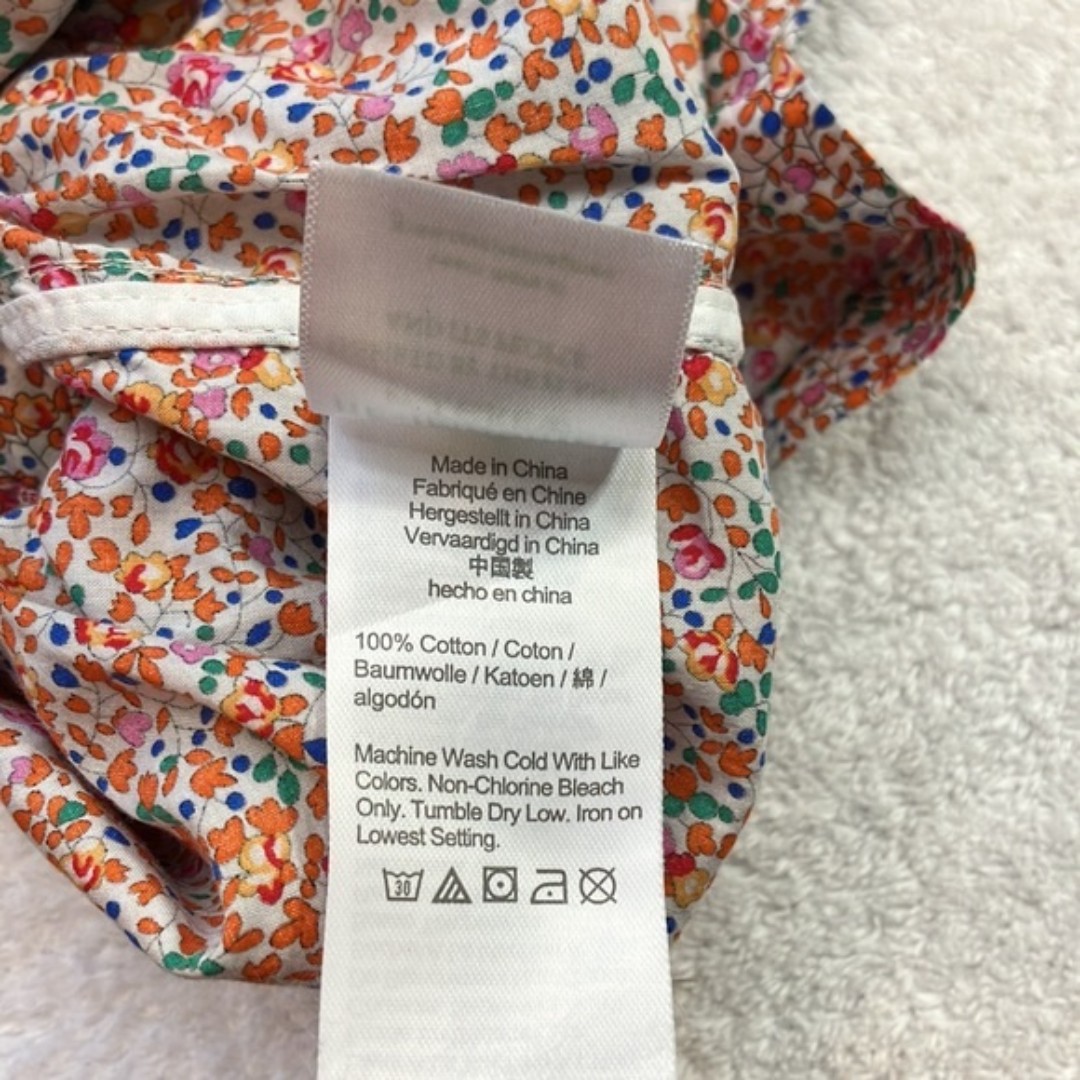 Made in China
Fabriqué en Chine
Hergestellt in China
Vervaardigd in China
中国製
hecho en china
100% Cotton / Coton /
Baumwolle / Katoen / 綿 /
algodón
Machine Wash Cold With Like
Colors. Non-Chlorine Bleach
Only. Tumble Dry Low. Iron on
Lowest Setting.
30